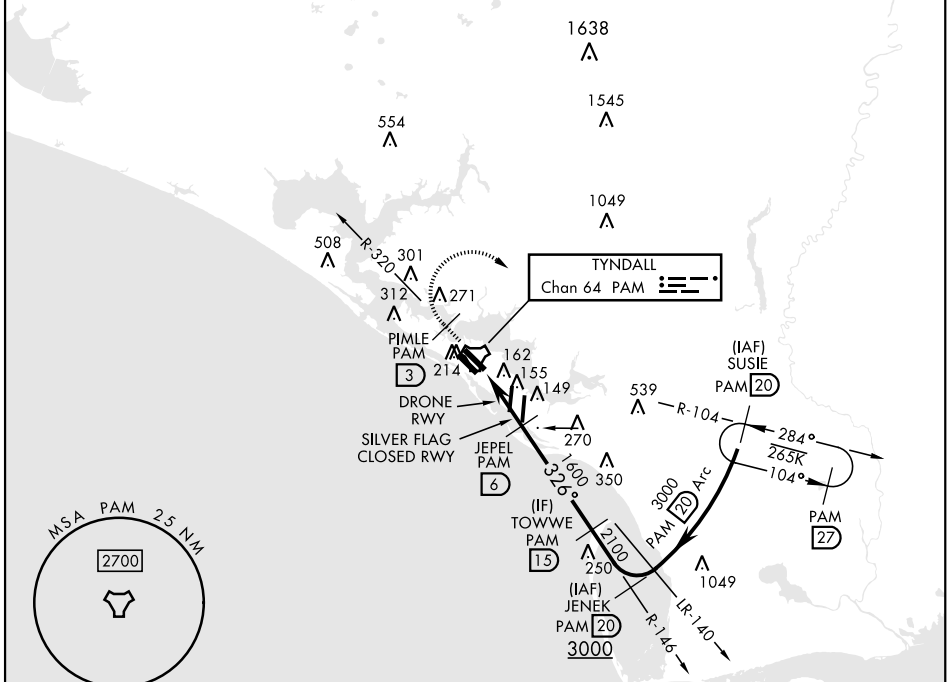 1638
1545
554
1049
508
R-320
301
TYNDALL
Chan 64 PAM
312
271
PIMLE
PAM
3
214
162
155
149
(IAF)
SUSIE
PAM 20
539
R-104
284°
265K
104°
DRONE
RWY
SILVER FLAG
CLOSED RWY
270
JEPEL
PAM
6
1600
326°
350
3000
PAM 20 Arc
PAM
27
(IF)
TOWWE
PAM
15
2100
250
1049
(IAF)
JENEK
PAM 20
3000
R-146
LR-140
MSA PAM 25 NM
2700